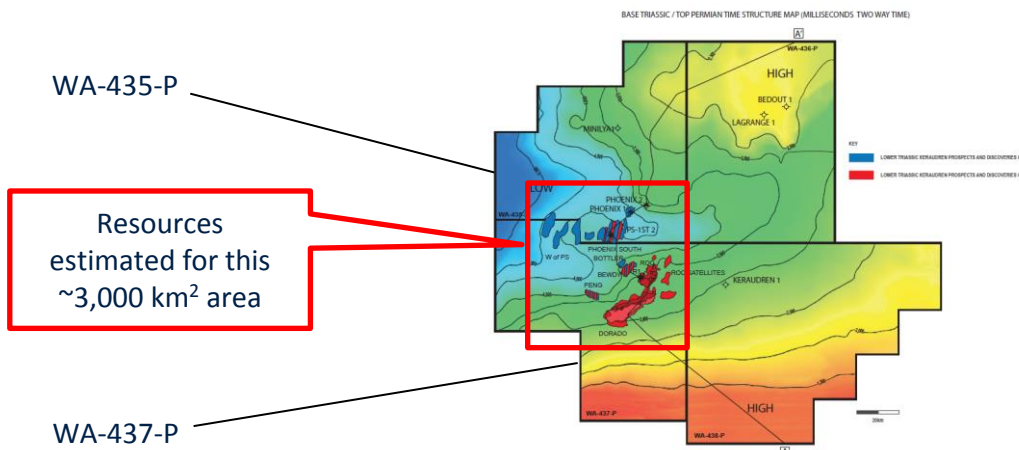 BASE TRIASSIC / TOP PERMIAN TIME STRUCTURE MAP (MILLISECONDS TWO WAY TIME)
WA-436-P
HIGH
WA-435-P
BEDOUT 1
LAGRANGE 1
MINILYA 1
KEY
LOWER TRIASSIC KERAUDREN PROSPECTS AND DISCOVERIES
LOWER TRIASSIC KERAUDREN PROSPECTS AND DISCOVERIES
LOW
PHOENIX 2
PHOENIX 1
Resources
estimated for this
~3,000 km² area
PS-1ST 2
PHOENIX SOUTH
W of PS
BOTTLER
ROC
ROC SATELLITES
KERAUDREN 1
PENG
DORADO
HIGH
WA-437-P
WA-438-P
WA-437-P